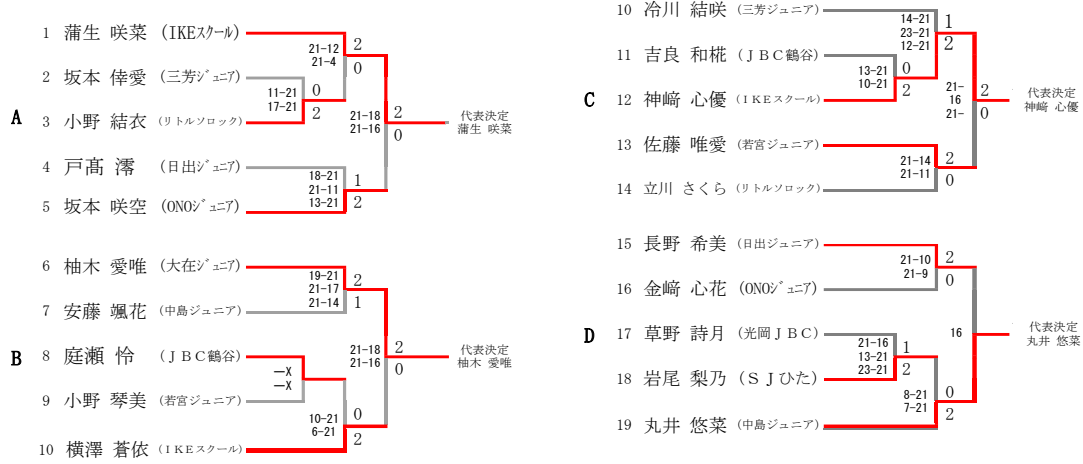 A
1 蒲生 咲菜 (IKEスクール)
21-12
21-4
2
0
2 坂本 倖愛 (三芳ジュニア)
11-21
17-21
0
2
3 小野 結衣 (リトルソロック)
21-18
21-16
2
0
代表決定
蒲生 咲菜
4 戸髙 澪 (日出ジュニア)
18-21
21-11
13-21
1
2
5 坂本 咲空 (ONOジュニア)
B
6 柚木 愛唯 (大在ジュニア)
19-21
21-17
21-14
2
1
7 安藤 颯花 (中島ジュニア)
8 庭瀬 怜 (ＪＢＣ鶴谷)
―X
―X
21-18
21-16
2
0
代表決定
柚木 愛唯
9 小野 琴美 (若宮ジュニア)
10-21
6-21
0
2
10 横澤 蒼依 (ＩＫＥスクール)
C
10 冷川 結咲 (三芳ジュニア)
14-21
23-21
12-21
1
2
11 吉良 和椛 (ＪＢＣ鶴谷)
13-21
10-21
0
2
12 神﨑 心優 (ＩＫＥスクール)
21-
16
21-
2
0
代表決定
神﨑 心優
13 佐藤 唯愛 (若宮ジュニア)
21-14
21-11
2
0
14 立川 さくら (リトルソロック)
D
15 長野 希美 (日出ジュニア)
21-10
21-9
2
0
16 金﨑 心花 (ONOジュニア)
17 草野 詩月 (光岡ＪＢＣ)
21-16
13-21
23-21
1
2
16
代表決定
丸井 悠菜
18 岩尾 梨乃 (ＳＪひた)
8-21
7-21
0
2
19 丸井 悠菜 (中島ジュニア)